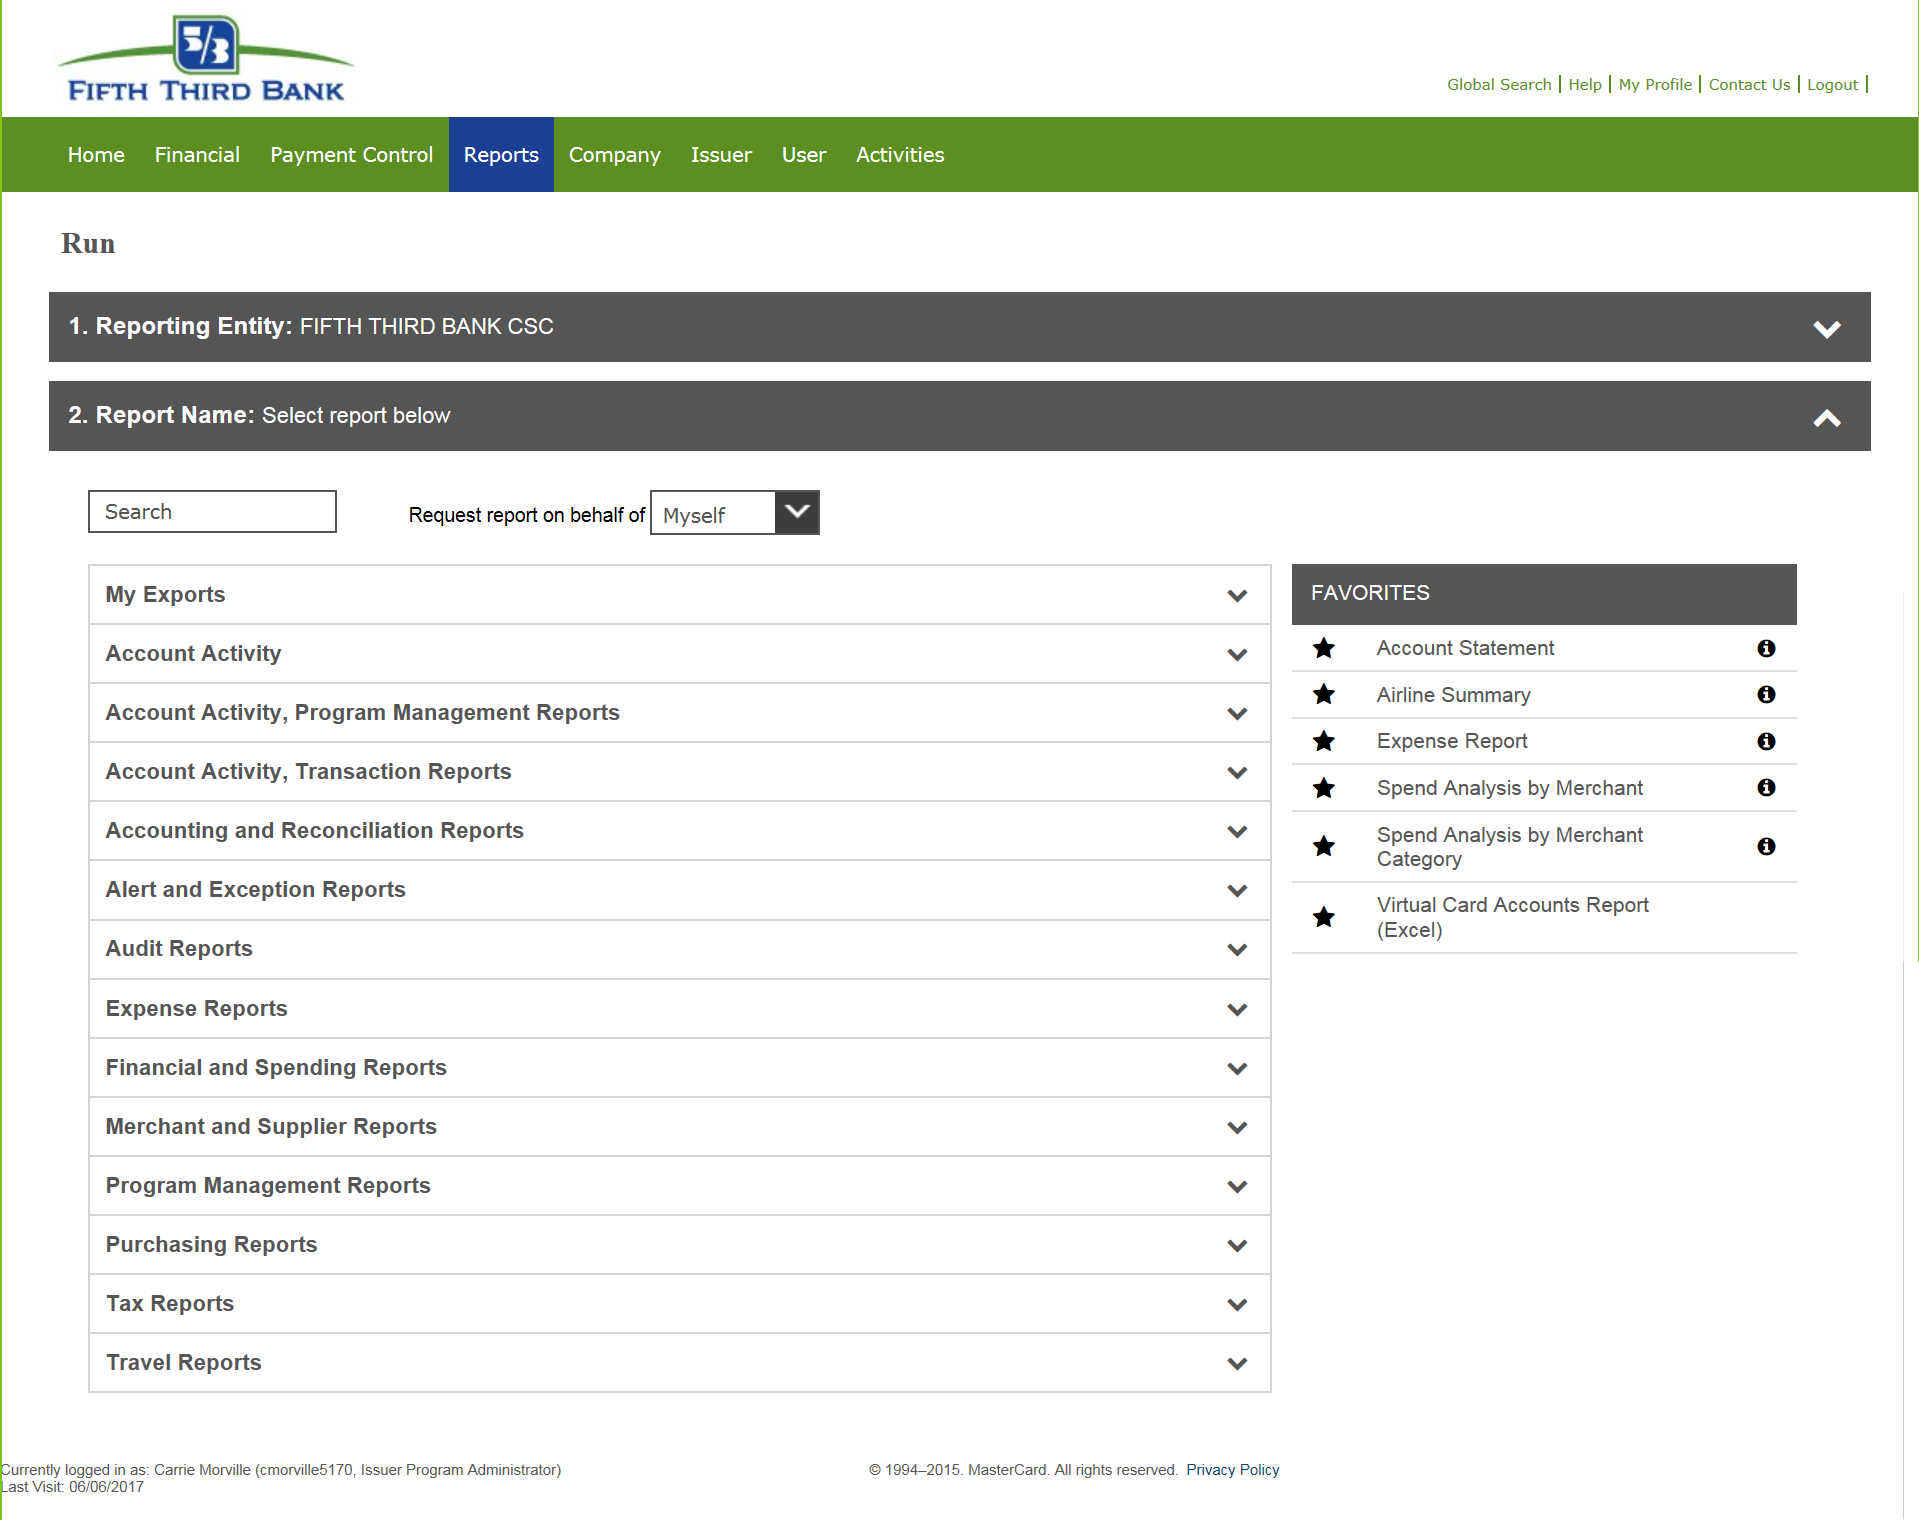 5/3
FIFTH THIRD BANK
Global Search | Help | My Profile | Contact Us | Logout |
Home Financial Payment Control Reports Company Issuer User Activities
Run
1. Reporting Entity: FIFTH THIRD BANK CSC
2. Report Name: Select report below
Search Request report on behalf of Myself
My Exports
Account Activity
Account Activity, Program Management Reports
Account Activity, Transaction Reports
Accounting and Reconciliation Reports
Alert and Exception Reports
Audit Reports
Expense Reports
Financial and Spending Reports
Merchant and Supplier Reports
Program Management Reports
Purchasing Reports
Tax Reports
Travel Reports
FAVORITES
Account Statement
Airline Summary
Expense Report
Spend Analysis by Merchant
Spend Analysis by Merchant
Category
Virtual Card Accounts Report
(Excel)
Currently logged in as: Carrie Morville (cmorville5170, Issuer Program Administrator)
Last Visit: 06/06/2017
© 1994–2015. MasterCard. All rights reserved. Privacy Policy